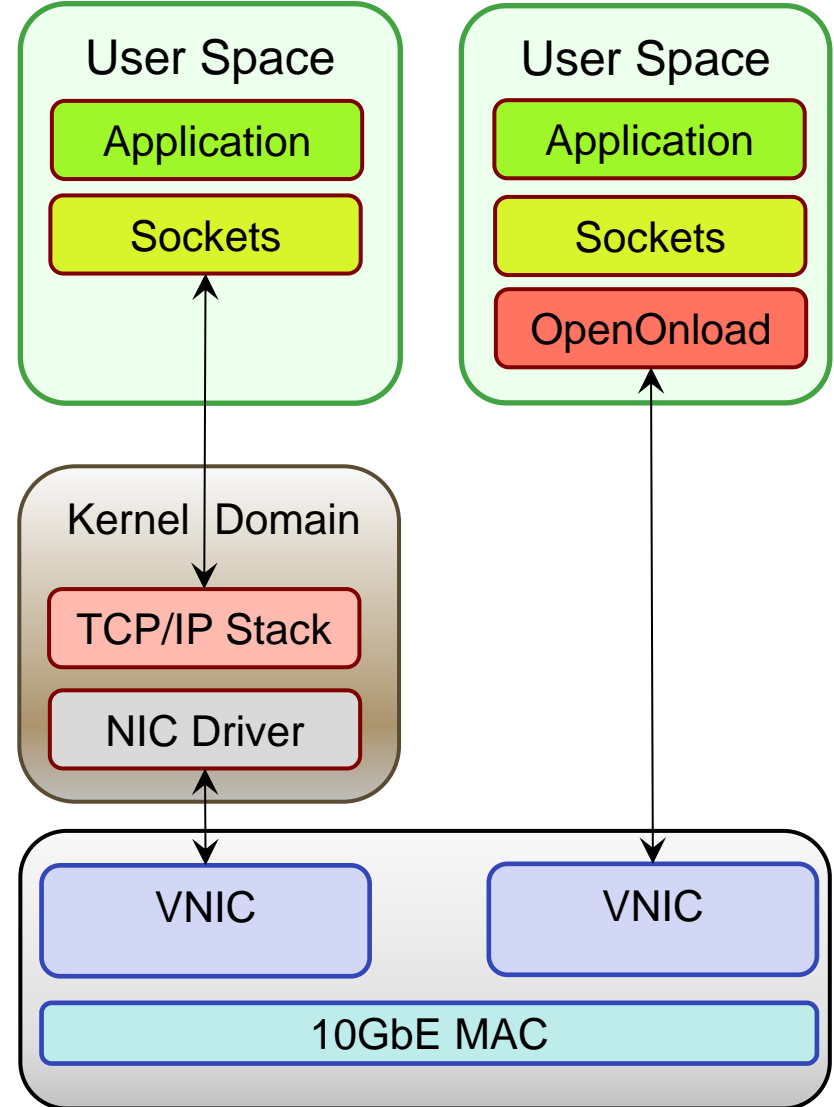 User Space
Application
Sockets
User Space
Application
Sockets
OpenOnload
Kernel Domain
TCP/IP Stack
NIC Driver
VNIC
VNIC
10GbE MAC